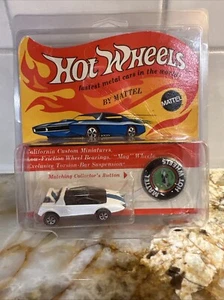 HOT WHEELS
fastest metal cars in the world!
BY MATTEL
MATTEL
California Custom Miniatures
Low-Friction Wheel Bearings, "Mag" Wheels
Exclusive Torsion-Bar Suspension!
Matching Collector's Button
MATTEL